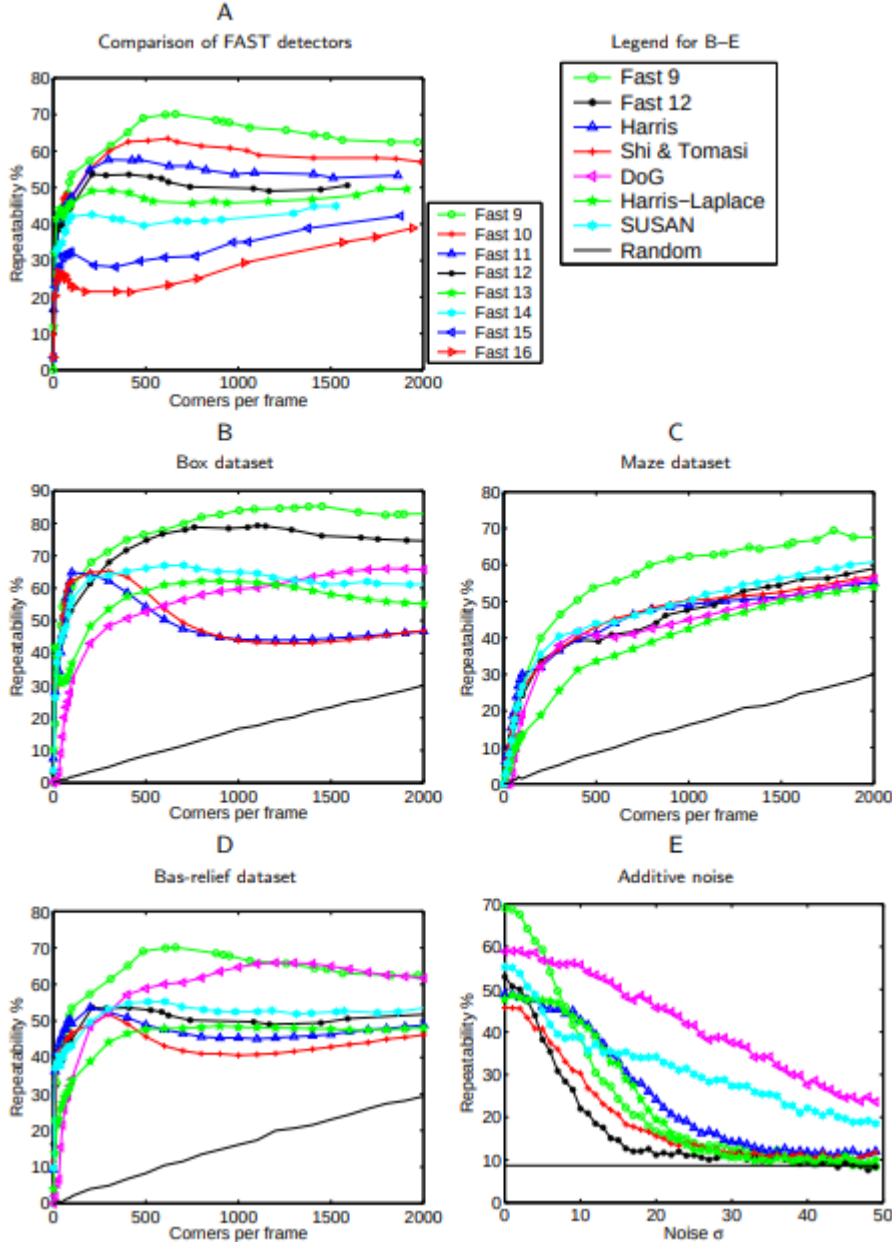 A
Comparison of FAST detectors
Repeatability %
80
70
60
50
40
30
20
10
0
0 500 1000 1500 2000
Corners per frame
Fast 9
Fast 10
Fast 11
Fast 12
Fast 13
Fast 14
Fast 15
Fast 16
Legend for B–E
Fast 9
Fast 12
Harris
Shi & Tomasi
DoG
Harris–Laplace
SUSAN
Random
B
Box dataset
Repeatability %
90
80
70
60
50
40
30
20
10
0
0 500 1000 1500 2000
Corners per frame
C
Maze dataset
Repeatability %
80
70
60
50
40
30
20
10
0
0 500 1000 1500 2000
Corners per frame
D
Bas-relief dataset
Repeatability %
80
70
60
50
40
30
20
10
0
0 500 1000 1500 2000
Corners per frame
E
Additive noise
Repeatability %
70
60
50
40
30
20
10
0
0 10 20 30 40 50
Noise σ